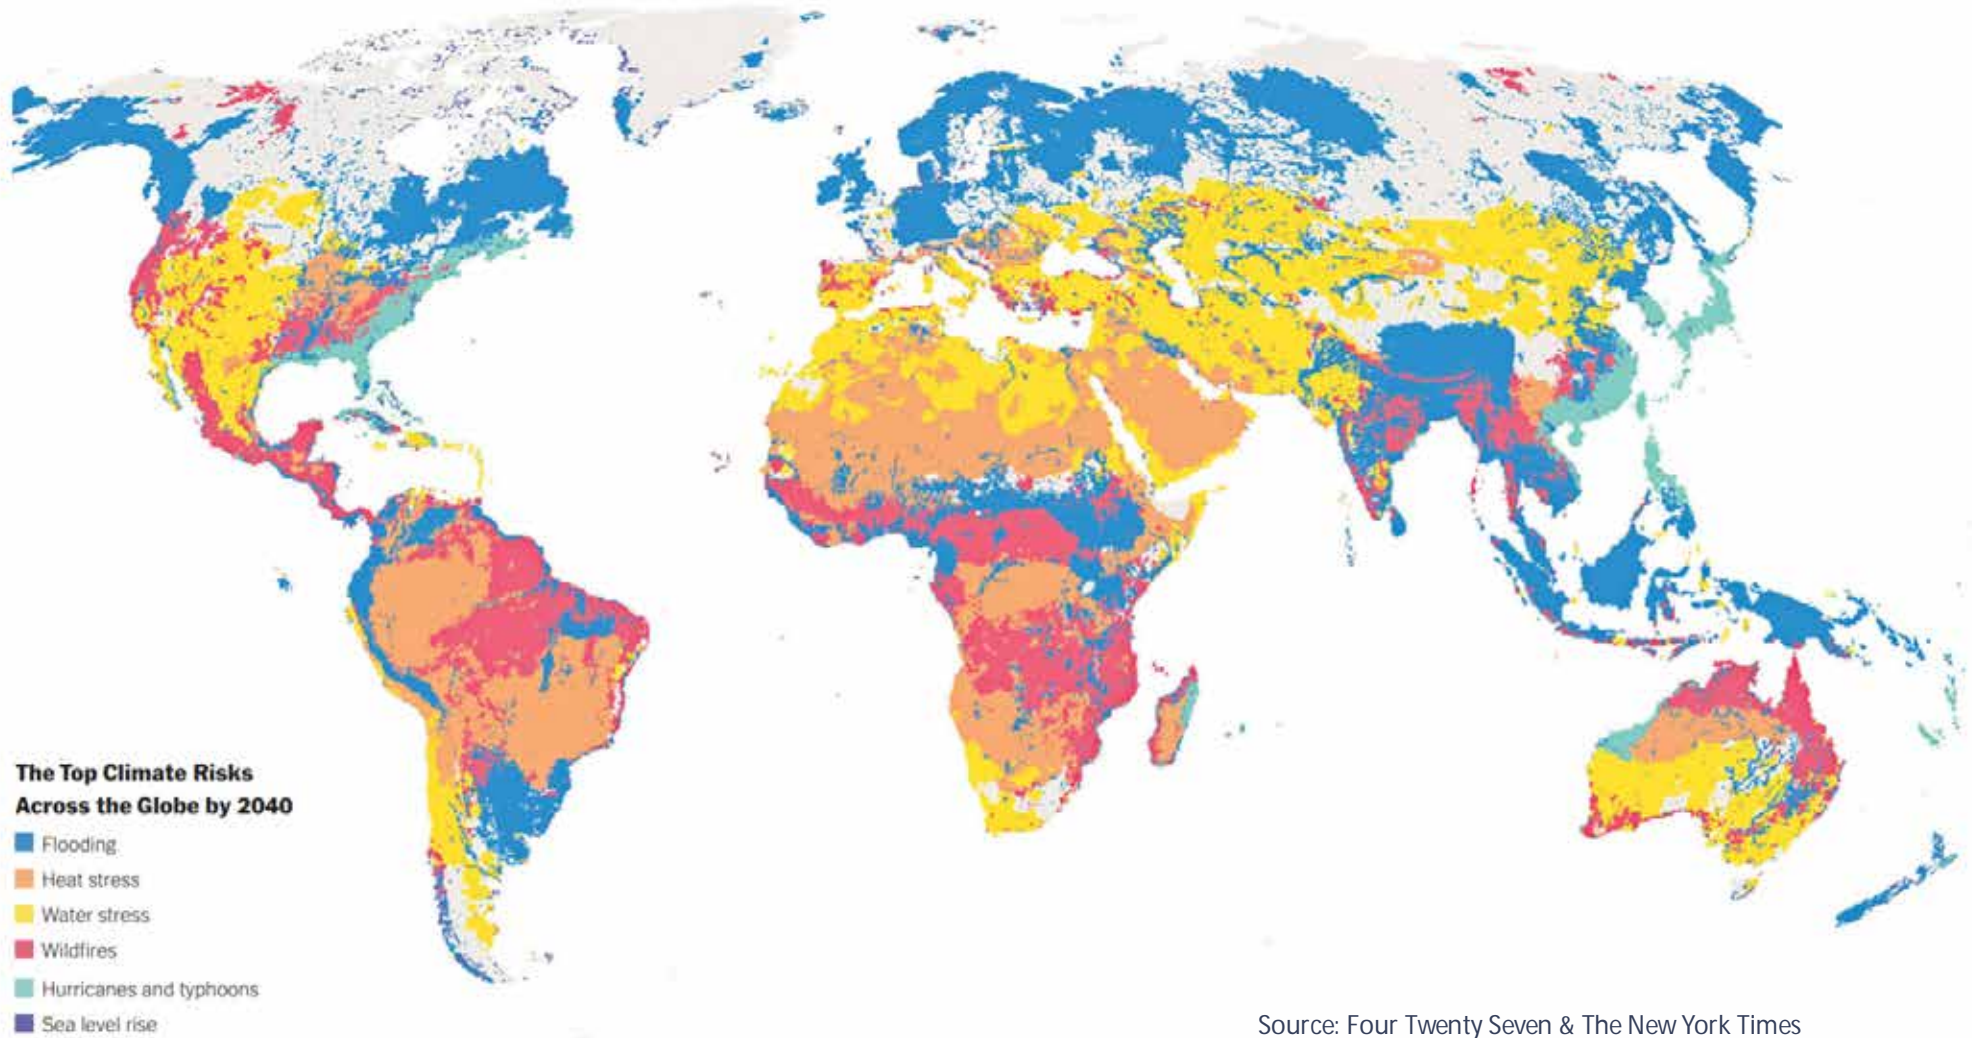 The Top Climate Risks
Across the Globe by 2040
Flooding
Heat stress
Water stress
Wildfires
Hurricanes and typhoons
Sea level rise
Source: Four Twenty Seven & The New York Times